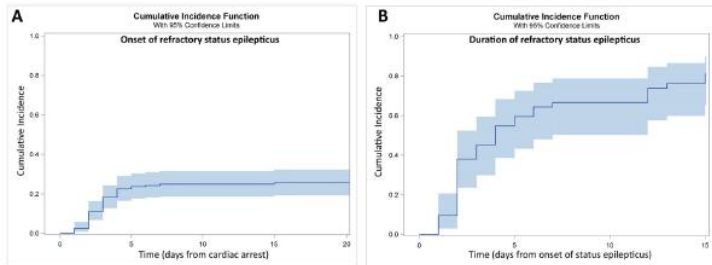 A
Cumulative Incidence Function
With 95% Confidence Limits
Onset of refractory status epilepticus
Cumulative Incidence
1.0
0.8
0.6
0.4
0.2
0.0
0
5
10
15
20
Time (days from cardiac arrest)
B
Cumulative Incidence Function
With 95% Confidence Limits
Duration of refractory status epilepticus
Cumulative Incidence
1.0
0.8
0.6
0.4
0.2
0.0
0
5
10
15
Time (days from onset of status epilepticus)